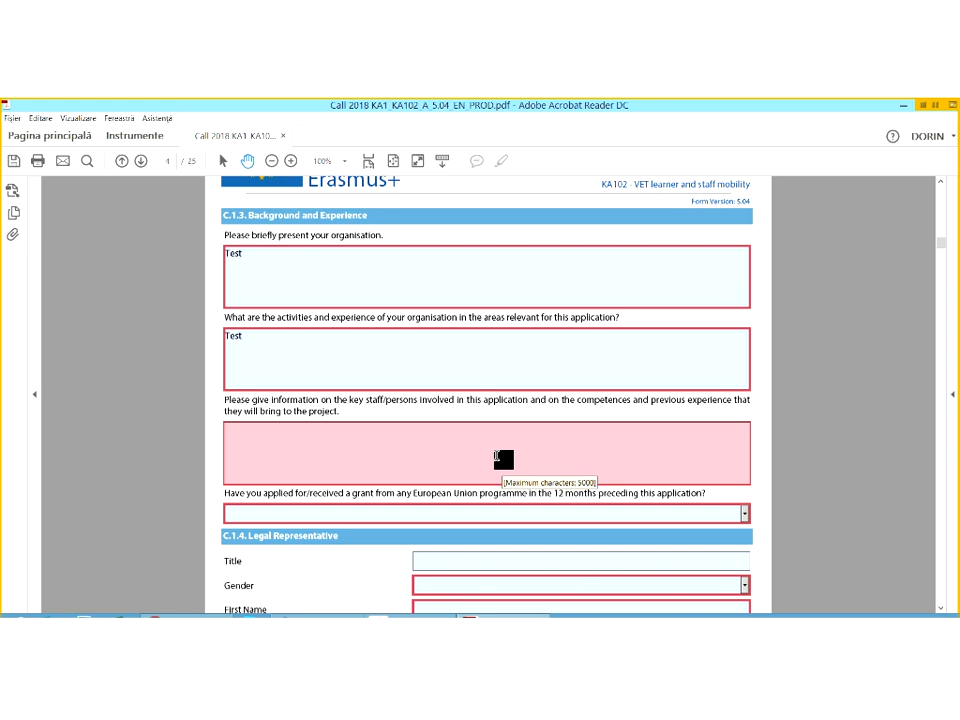 Call 2018 KA1_KA102_A_5.04_EN_PROD.pdf - Adobe Acrobat Reader DC
Fişier Editare Vizualizare Fereastră Asistenţă
Pagina principală Instrumente Call 2018 KA1_KA10... ×
DORIN
4 / 25 100%
Erasmus+
KA102 - VET learner and staff mobility
Form Version: 5.04
C.1.3. Background and Experience
Please briefly present your organisation.
Test
What are the activities and experience of your organisation in the areas relevant for this application?
Test
Please give information on the key staff/persons involved in this application and on the competences and previous experience that
they will bring to the project.
[Maximum characters: 5000]
Have you applied for/received a grant from any European Union programme in the 12 months preceding this application?
C.1.4. Legal Representative
Title
Gender
First Name